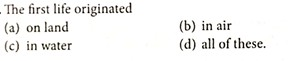 . The first life originated
(a) on land (b) in air
(c) in water (d) all of these.